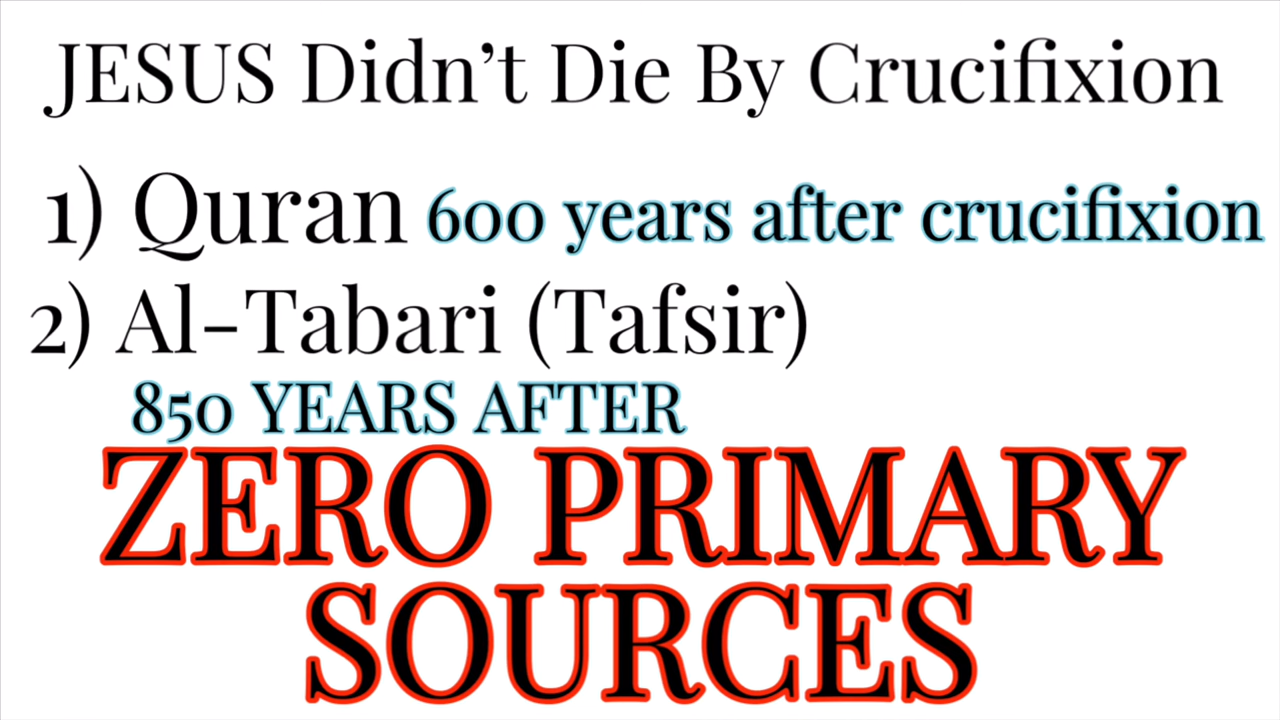 JESUS Didn't Die By Crucifixion
1) Quran 600 years after crucifixion
2) Al-Tabari (Tafsir)
850 YEARS AFTER
ZERO PRIMARY
SOURCES